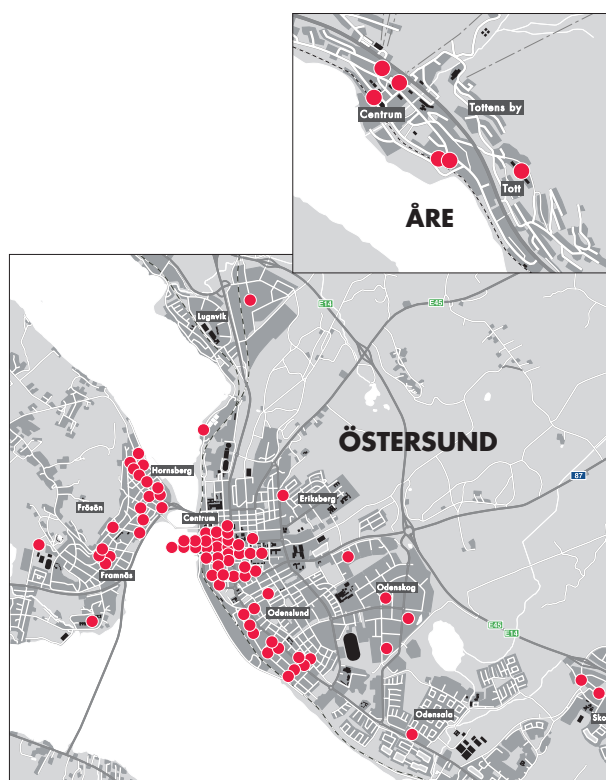 Tottens by
Centrum
Tott
ÅRE
E14
E45
Lugnvik
ÖSTERSUND
Hornsberg
87
Eriksberg
Frösön
Centrum
Framnäs
Odenskog
Odenslund
E45
E14
Odensala
Sko